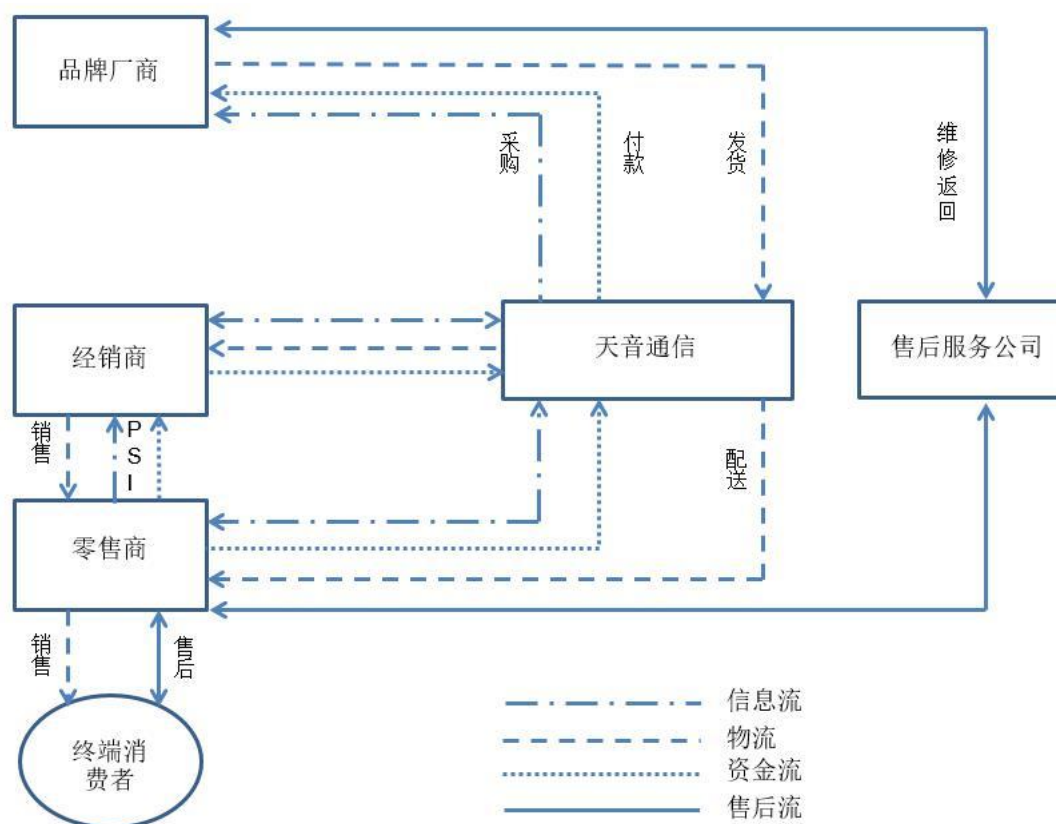 品牌厂商
采购
付款
发货
维修返回
经销商
天音通信
售后服务公司
销售
PSI
配送
零售商
销售
售后
终端消
费者
信息流
物流
资金流
售后流